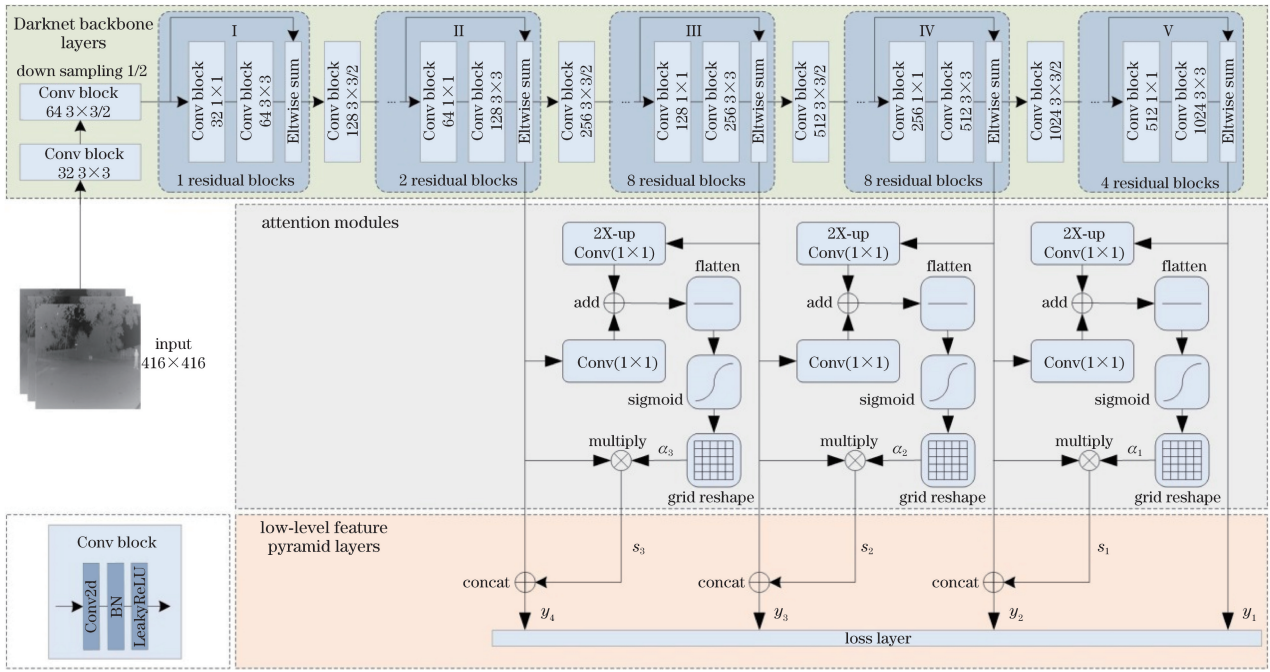 Darknet backbone
layers
down sampling 1/2
Conv block
64 3×3/2
Conv block
32 3×3
I
Conv block
32 1×1
Conv block
64 3×3
Eltwise sum
1 residual blocks
Conv block
128 3×3/2
II
...
Conv block
64 1×1
Conv block
128 3×3
Eltwise sum
2 residual blocks
Conv block
256 3×3/2
III
...
Conv block
128 1×1
Conv block
256 3×3
Eltwise sum
8 residual blocks
Conv block
512 3×3/2
IV
...
Conv block
256 1×1
Conv block
512 3×3
Eltwise sum
8 residual blocks
Conv block
1024 3×3/2
V
...
Conv block
512 1×1
Conv block
1024 3×3
Eltwise sum
4 residual blocks
input
416×416
attention modules
2X-up
Conv(1×1)
flatten
add
Conv(1×1)
sigmoid
multiply
α₃
grid reshape
2X-up
Conv(1×1)
flatten
add
Conv(1×1)
sigmoid
multiply
α₂
grid reshape
2X-up
Conv(1×1)
flatten
add
Conv(1×1)
sigmoid
multiply
α₁
grid reshape
Conv block
Conv2d
BN
LeakyReLU
low-level feature
pyramid layers
s₃
s₂
s₁
concat
concat
concat
y₄
y₃
y₂
y₁
loss layer